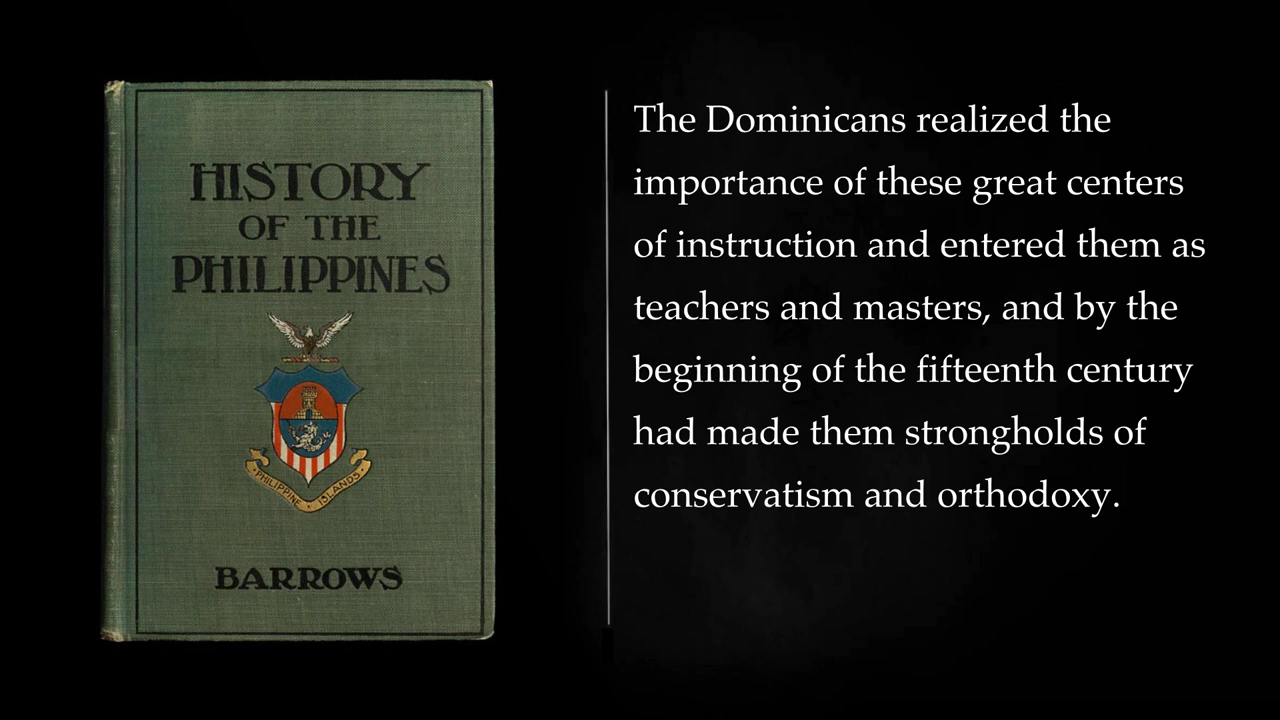 HISTORY
OF THE
PHILIPPINES
PHILIPPINE ISLANDS
BARROWS
The Dominicans realized the
importance of these great centers
of instruction and entered them as
teachers and masters, and by the
beginning of the fifteenth century
had made them strongholds of
conservatism and orthodoxy.